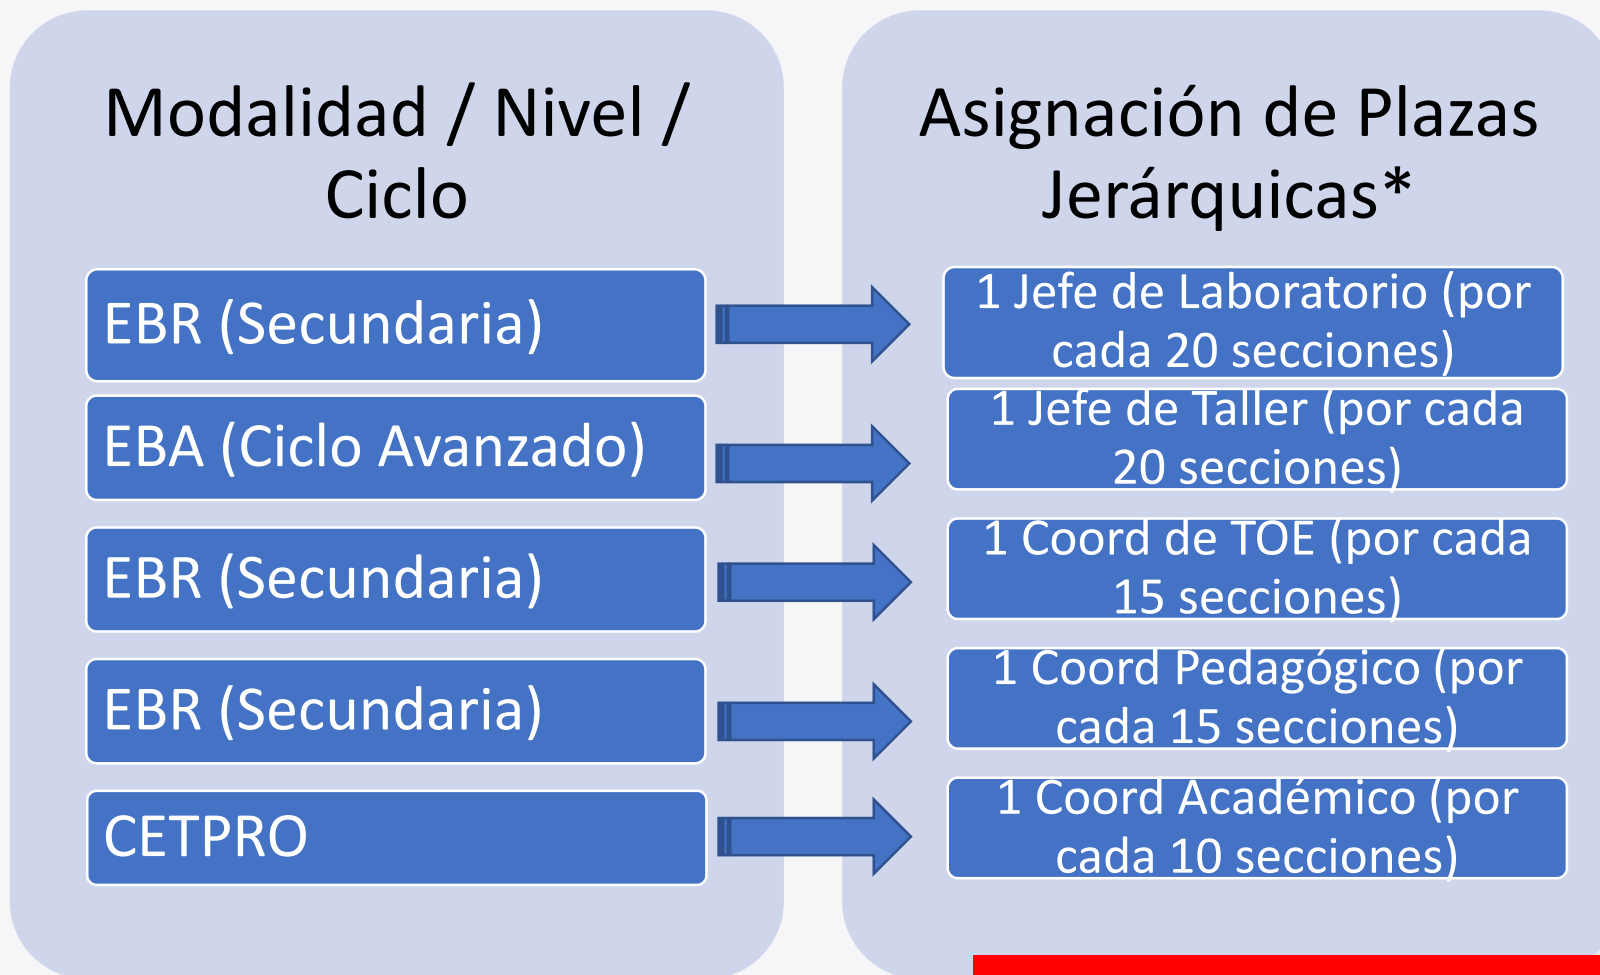 Modalidad / Nivel /
Ciclo
EBR (Secundaria)
EBA (Ciclo Avanzado)
EBR (Secundaria)
EBR (Secundaria)
CETPRO
Asignación de Plazas
Jerárquicas*
1 Jefe de Laboratorio (por
cada 20 secciones)
1 Jefe de Taller (por cada
20 secciones)
1 Coord de TOE (por cada
15 secciones)
1 Coord Pedagógico (por
cada 15 secciones)
1 Coord Académico (por
cada 10 secciones)